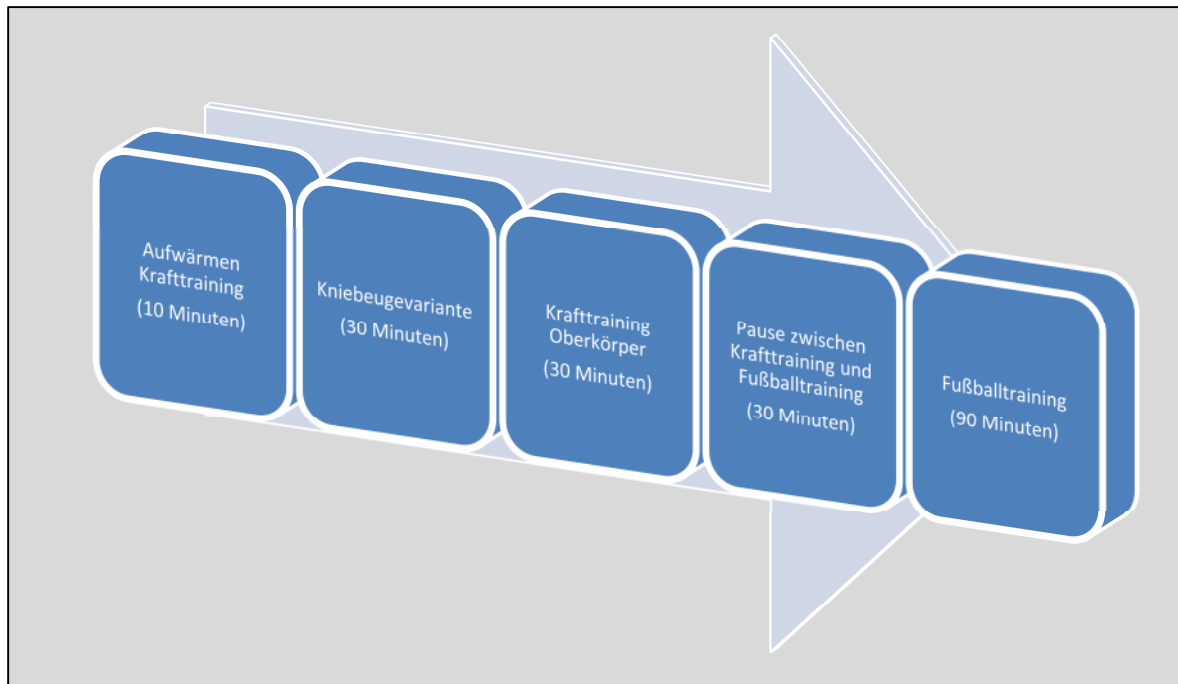 Aufwärmen
Krafttraining
(10 Minuten)
Kniebeugevariante
(30 Minuten)
Krafttraining
Oberkörper
(30 Minuten)
Pause zwischen
Krafttraining und
Fußballtraining
(30 Minuten)
Fußballtraining
(90 Minuten)